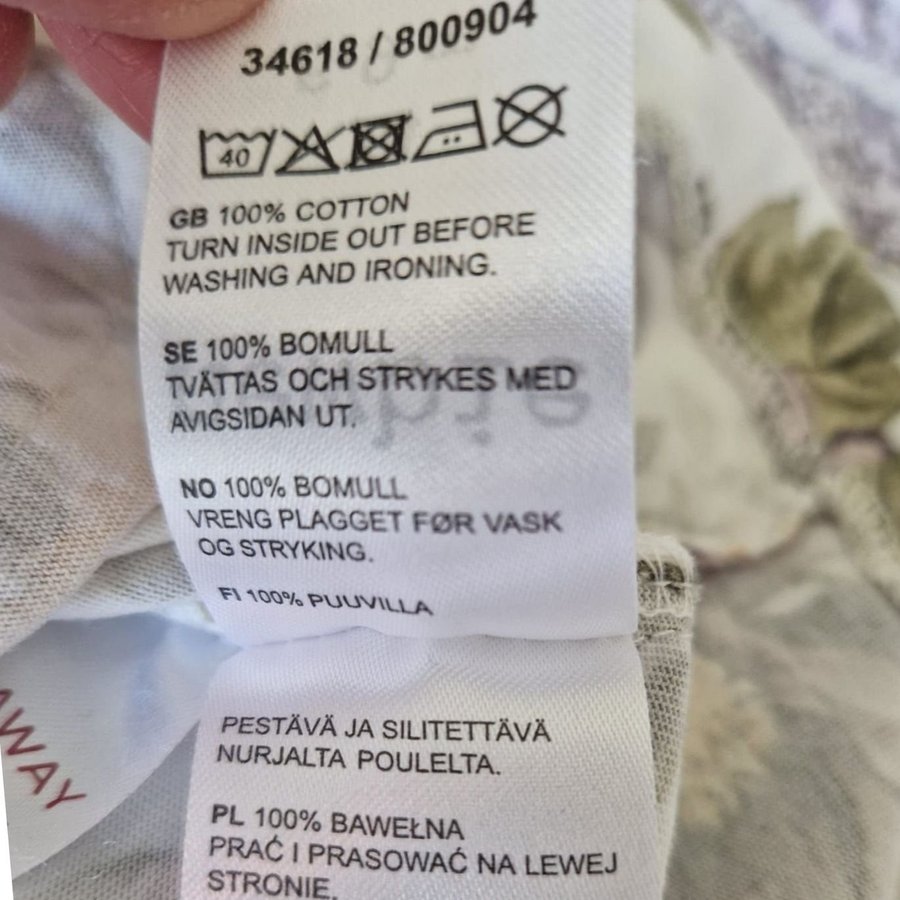 34618 / 800904
40
GB 100% COTTON
TURN INSIDE OUT BEFORE
WASHING AND IRONING.
SE 100% BOMULL
TVÄTTAS OCH STRYKES MED
AVIGSIDAN UT.
NO 100% BOMULL
VRENG PLAGGET FØR VASK
OG STRYKING.
FI 100% PUUVILLA
PESTÄVÄ JA SILITETTÄVÄ
NURJALTA POULELTA.
PL 100% BAWEŁNA
PRAĆ I PRASOWAĆ NA LEWEJ
STRONIE.
AWAY